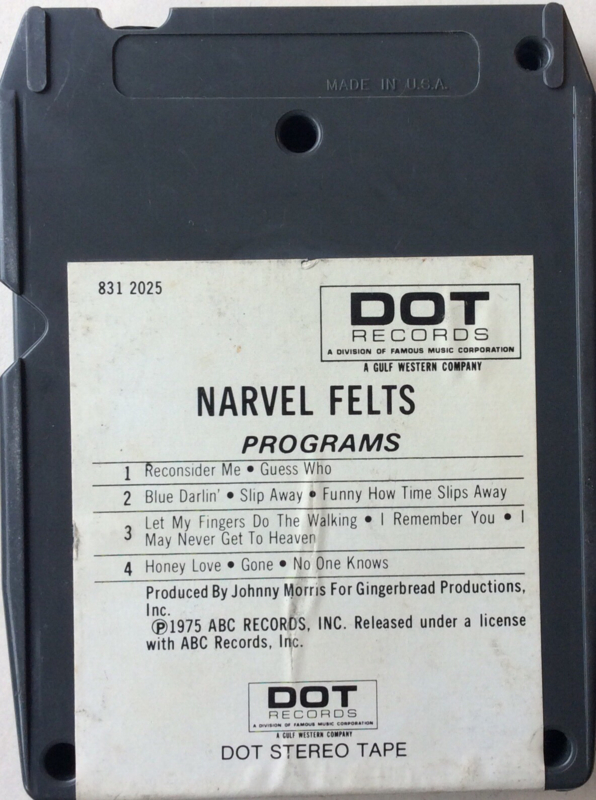 MADE IN U.S.A.
831 2025
DOT
RECORDS
A DIVISION OF FAMOUS MUSIC CORPORATION
A GULF WESTERN COMPANY
NARVEL FELTS
PROGRAMS
1 Reconsider Me • Guess Who
2 Blue Darlin' • Slip Away • Funny How Time Slips Away
3 Let My Fingers Do The Walking • I Remember You • I
May Never Get To Heaven
4 Honey Love • Gone • No One Knows
Produced By Johnny Morris For Gingerbread Productions,
Inc.
Ⓟ1975 ABC RECORDS, INC. Released under a license
with ABC Records, Inc.
DOT
RECORDS
A DIVISION OF FAMOUS MUSIC CORPORATION
A GULF WESTERN COMPANY
DOT STEREO TAPE